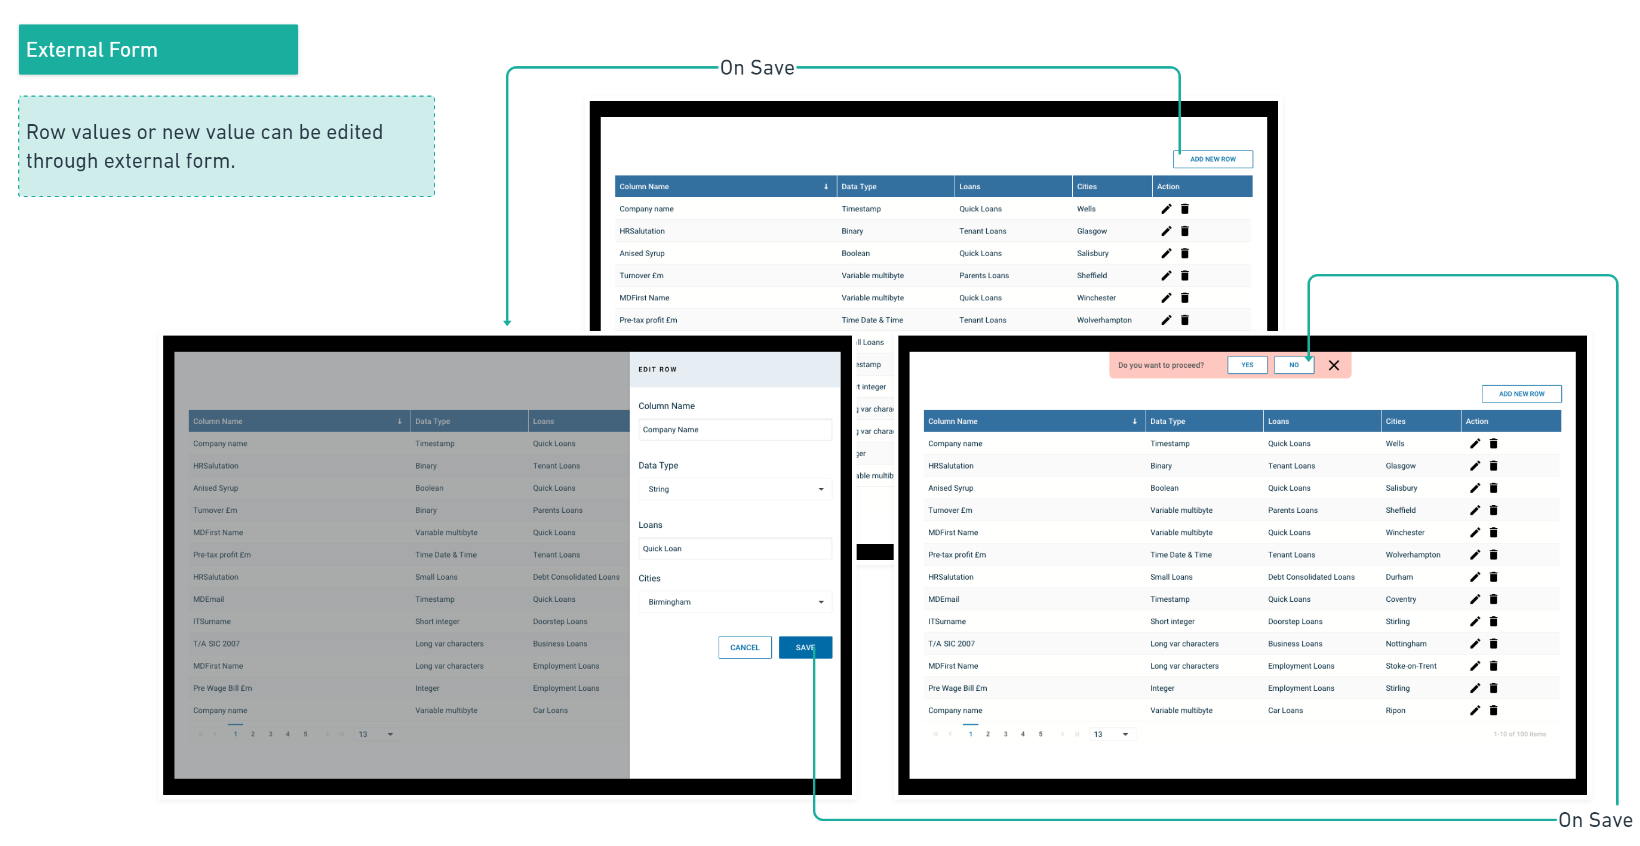 External Form
Row values or new value can be edited
through external form.
On Save
ADD NEW ROW
Column Name Data Type Loans Cities Action
Company name Timestamp Quick Loans Wells
HRSalutation Binary Tenant Loans Glasgow
Anised Syrup Boolean Quick Loans Salisbury
Turnover £m Variable multibyte Parents Loans Sheffield
MDFirst Name Variable multibyte Quick Loans Winchester
Pre-tax profit £m Time Date & Time Tenant Loans Wolverhampton
ll Loans
estamp
rt integer
g var chara
g var chara
ger
able multib
Column Name Data Type Loans
Company name Timestamp Quick Loans
HRSalutation Binary Tenant Loans
Anised Syrup Boolean Quick Loans
Turnover £m Binary Parents Loans
MDFirst Name Variable multibyte Quick Loans
Pre-tax profit £m Time Date & Time Tenant Loans
HRSalutation Small Loans Debt Consolidated Loans
MDEmail Timestamp Quick Loans
ITSurname Short integer Doorstep Loans
T/A SIC 2007 Long var characters Business Loans
MDFirst Name Long var characters Employment Loans
Pre Wage Bill £m Integer Employment Loans
Company name Variable multibyte Car Loans
1 2 3 4 5 13
EDIT ROW
Column Name
Company Name
Data Type
String
Loans
Quick Loan
Cities
Birmingham
CANCEL SAVE
Do you want to proceed? YES NO
ADD NEW ROW
Column Name Data Type Loans Cities Action
Company name Timestamp Quick Loans Wells
HRSalutation Binary Tenant Loans Glasgow
Anised Syrup Boolean Quick Loans Salisbury
Turnover £m Variable multibyte Parents Loans Sheffield
MDFirst Name Variable multibyte Quick Loans Winchester
Pre-tax profit £m Time Date & Time Tenant Loans Wolverhampton
HRSalutation Small Loans Debt Consolidated Loans Durham
MDEmail Timestamp Quick Loans Coventry
ITSurname Short integer Doorstep Loans Stirling
T/A SIC 2007 Long var characters Business Loans Nottingham
MDFirst Name Long var characters Employment Loans Stoke-on-Trent
Pre Wage Bill £m Integer Employment Loans Stirling
Company name Variable multibyte Car Loans Ripon
1 2 3 4 5 13 1-10 of 100 items
On Save